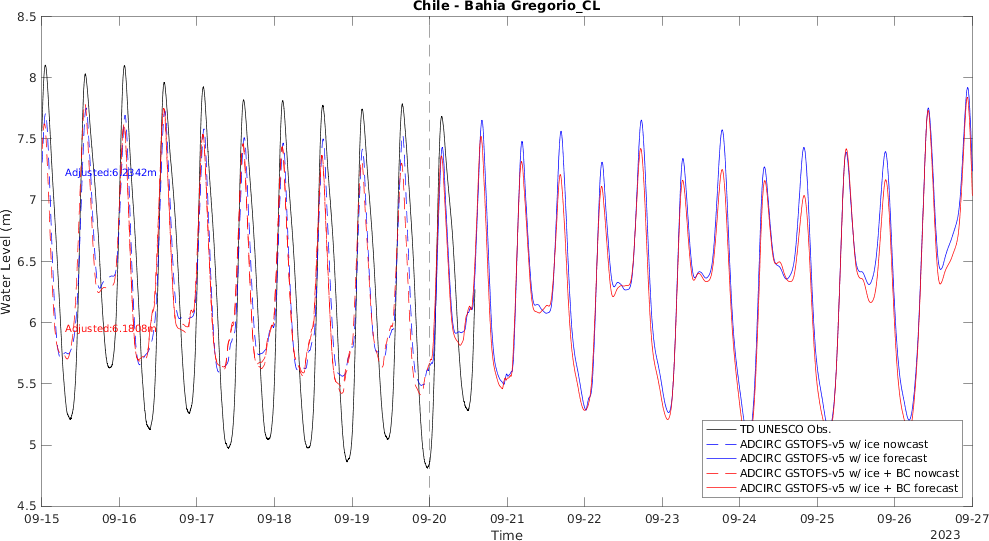 Chile - Bahia Gregorio_CL
8.5
8
7.5
7
6.5
6
5.5
5
4.5
Water Level (m)
Adjusted:6.2342m
Adjusted:6.1808m
TD UNESCO Obs.
ADCIRC GSTOFS-v5 w/ ice nowcast
ADCIRC GSTOFS-v5 w/ ice forecast
ADCIRC GSTOFS-v5 w/ ice + BC nowcast
ADCIRC GSTOFS-v5 w/ ice + BC forecast
09-15 09-16 09-17 09-18 09-19 09-20 09-21 09-22 09-23 09-24 09-25 09-26 09-27
Time
2023